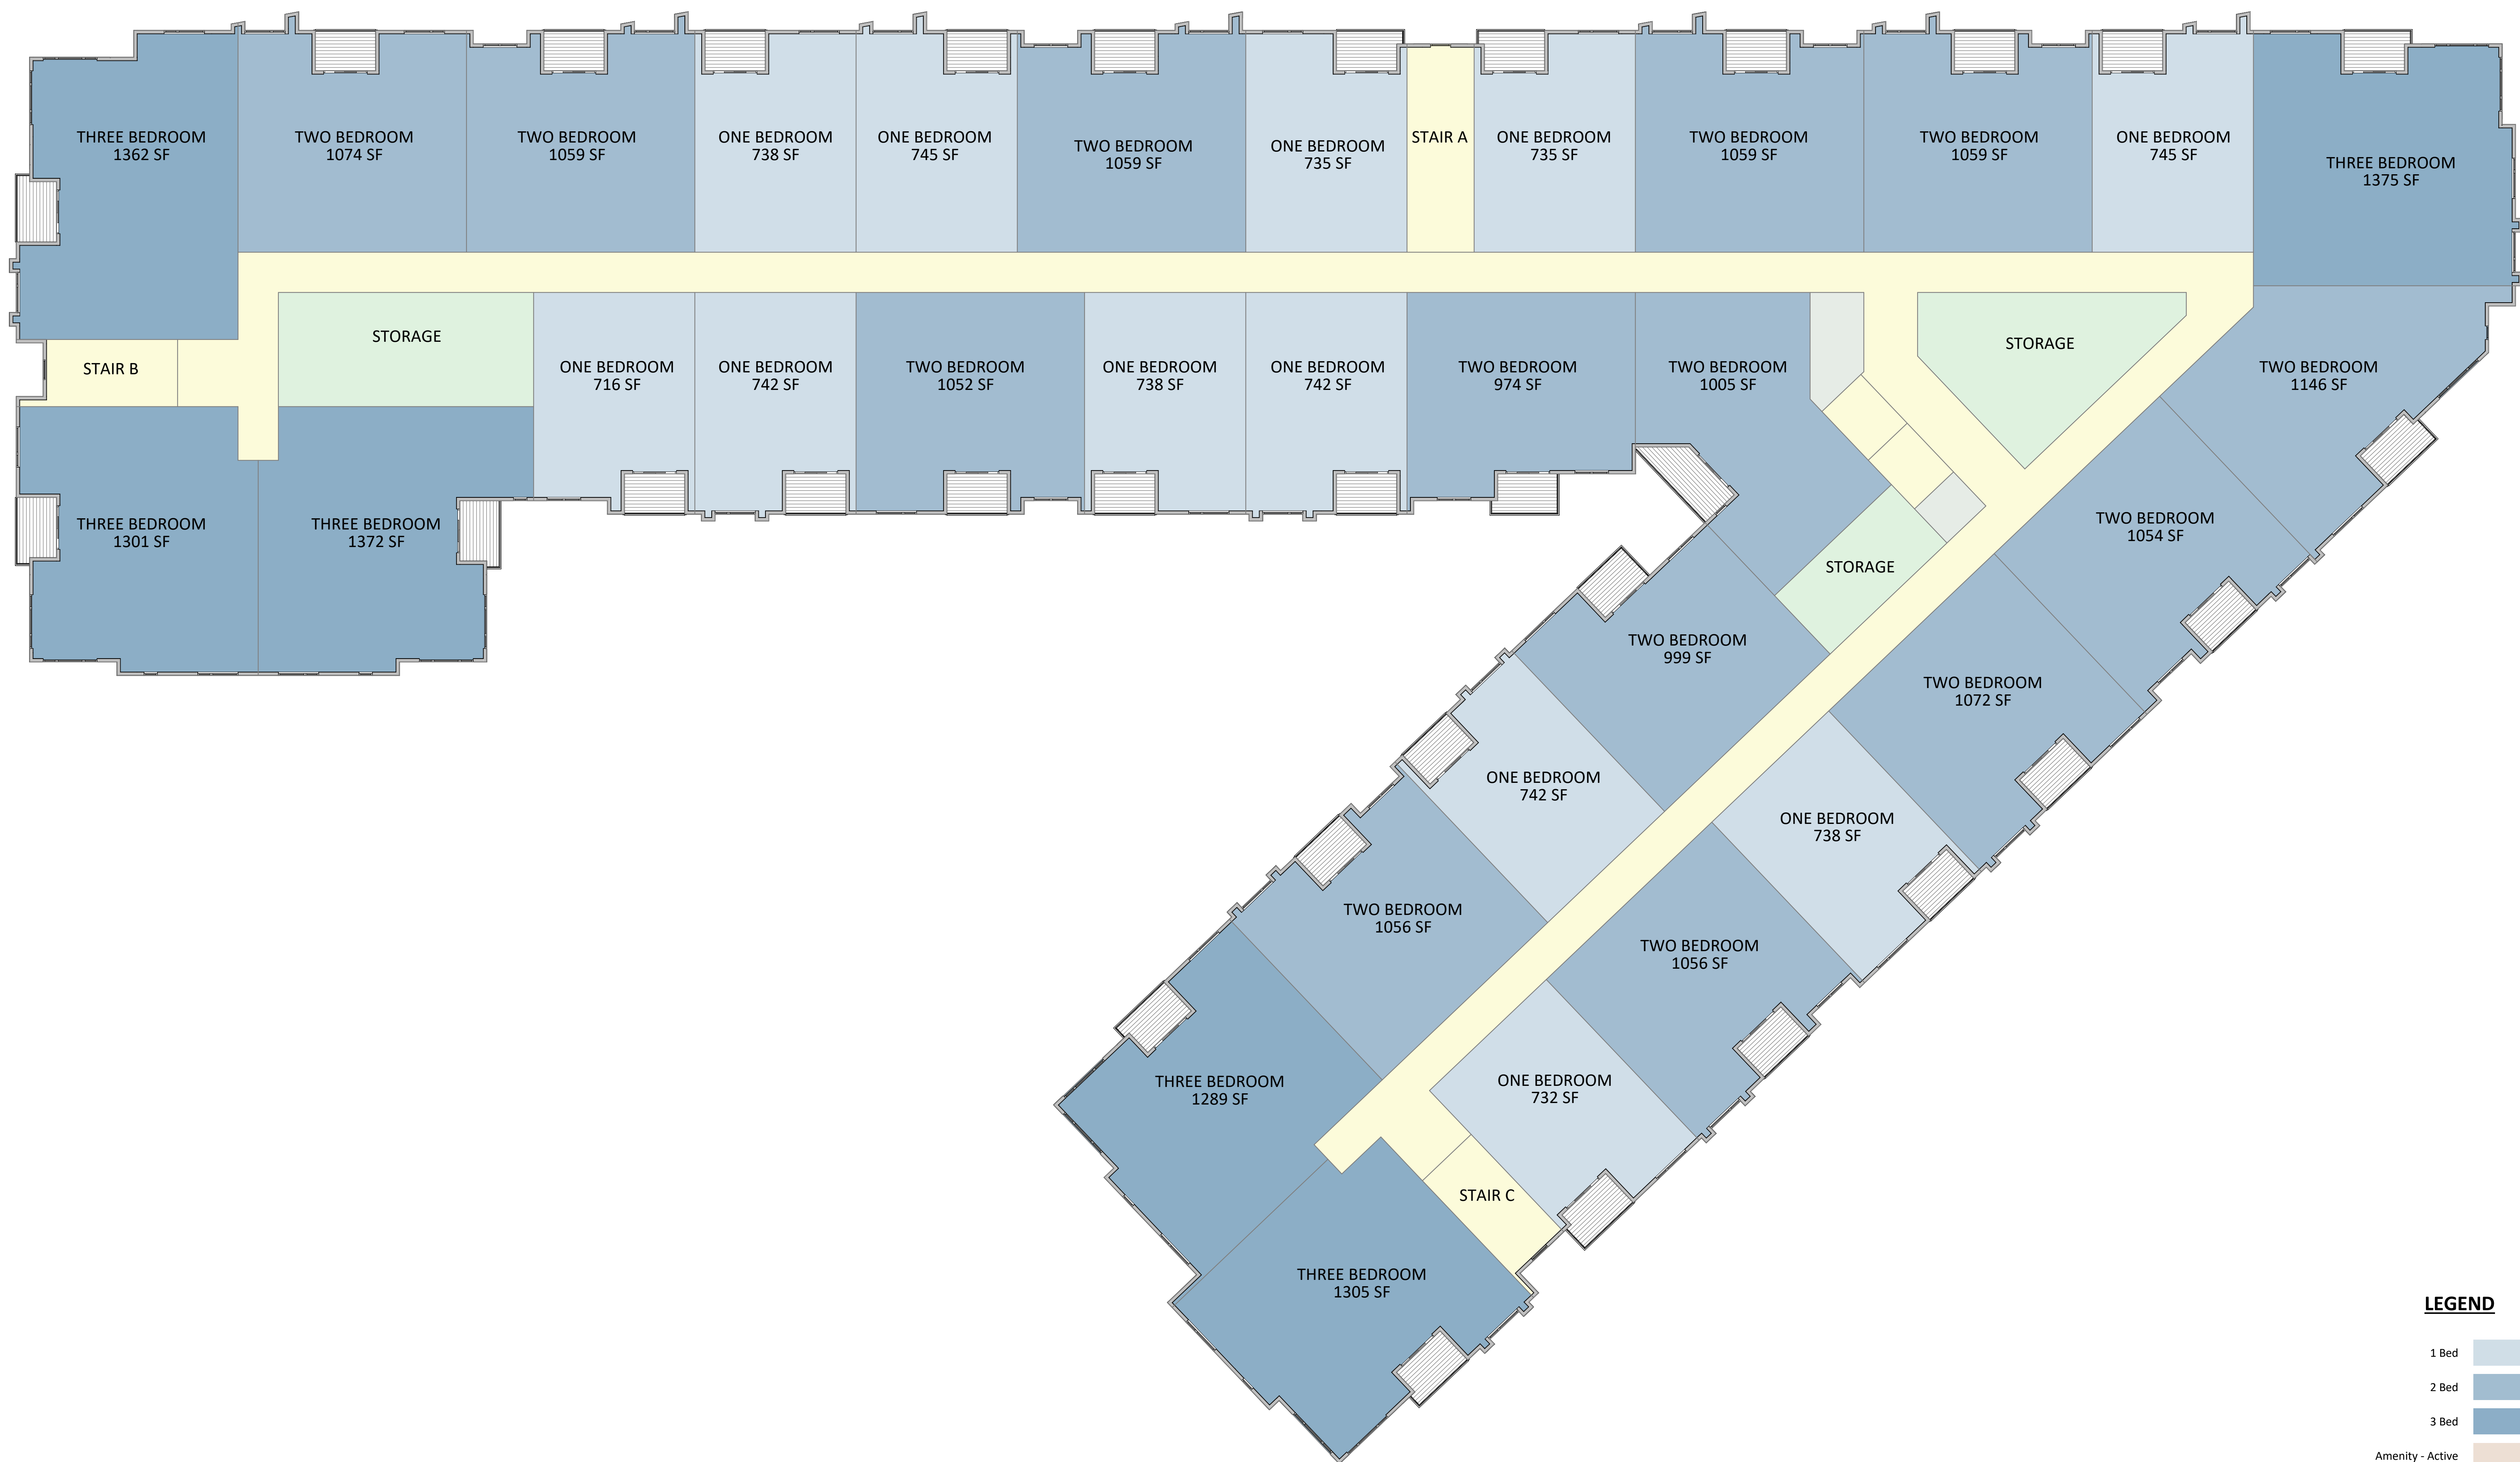 THREE BEDROOM
1362 SF
TWO BEDROOM
1074 SF
TWO BEDROOM
1059 SF
ONE BEDROOM
738 SF
ONE BEDROOM
745 SF
TWO BEDROOM
1059 SF
ONE BEDROOM
735 SF
STAIR A
ONE BEDROOM
735 SF
TWO BEDROOM
1059 SF
TWO BEDROOM
1059 SF
ONE BEDROOM
745 SF
THREE BEDROOM
1375 SF
STAIR B
STORAGE
ONE BEDROOM
716 SF
ONE BEDROOM
742 SF
TWO BEDROOM
1052 SF
ONE BEDROOM
738 SF
ONE BEDROOM
742 SF
TWO BEDROOM
974 SF
TWO BEDROOM
1005 SF
STORAGE
TWO BEDROOM
1146 SF
THREE BEDROOM
1301 SF
THREE BEDROOM
1372 SF
TWO BEDROOM
1054 SF
STORAGE
TWO BEDROOM
999 SF
TWO BEDROOM
1072 SF
ONE BEDROOM
742 SF
ONE BEDROOM
738 SF
TWO BEDROOM
1056 SF
TWO BEDROOM
1056 SF
THREE BEDROOM
1289 SF
ONE BEDROOM
732 SF
STAIR C
THREE BEDROOM
1305 SF
LEGEND
1 Bed
2 Bed
3 Bed
Amenity - Active